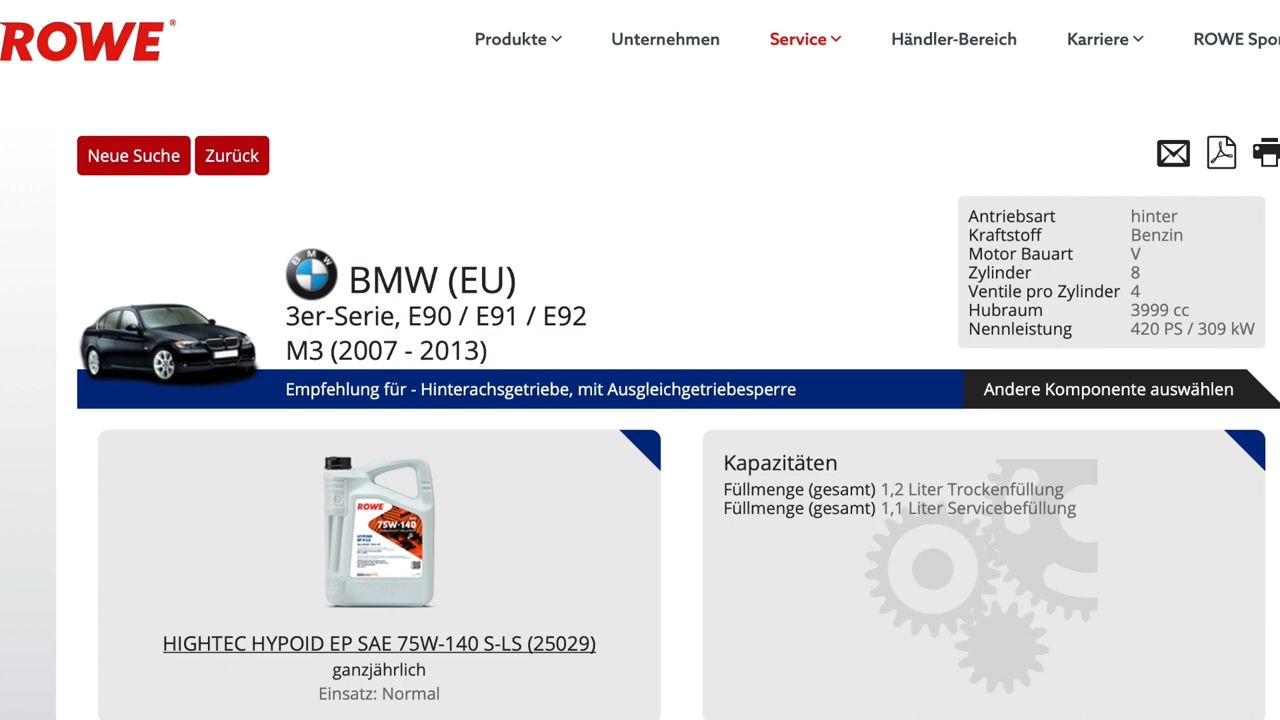 ROWE®
Produkte
Unternehmen
Service
Händler-Bereich
Karriere
ROWE Spo
Neue Suche
Zurück
Antriebsart hinter
Kraftstoff Benzin
Motor Bauart V
Zylinder 8
Ventile pro Zylinder 4
Hubraum 3999 cc
Nennleistung 420 PS / 309 kW
BMW
BMW (EU)
3er-Serie, E90 / E91 / E92
M3 (2007 - 2013)
Empfehlung für - Hinterachsgetriebe, mit Ausgleichgetriebesperre
Andere Komponente auswählen
ROWE
75W-140
HYPOID
HIGHTEC HYPOID EP SAE 75W-140 S-LS (25029)
ganzjährlich
Einsatz: Normal
Kapazitäten
Füllmenge (gesamt) 1,2 Liter Trockenfüllung
Füllmenge (gesamt) 1,1 Liter Servicebefüllung